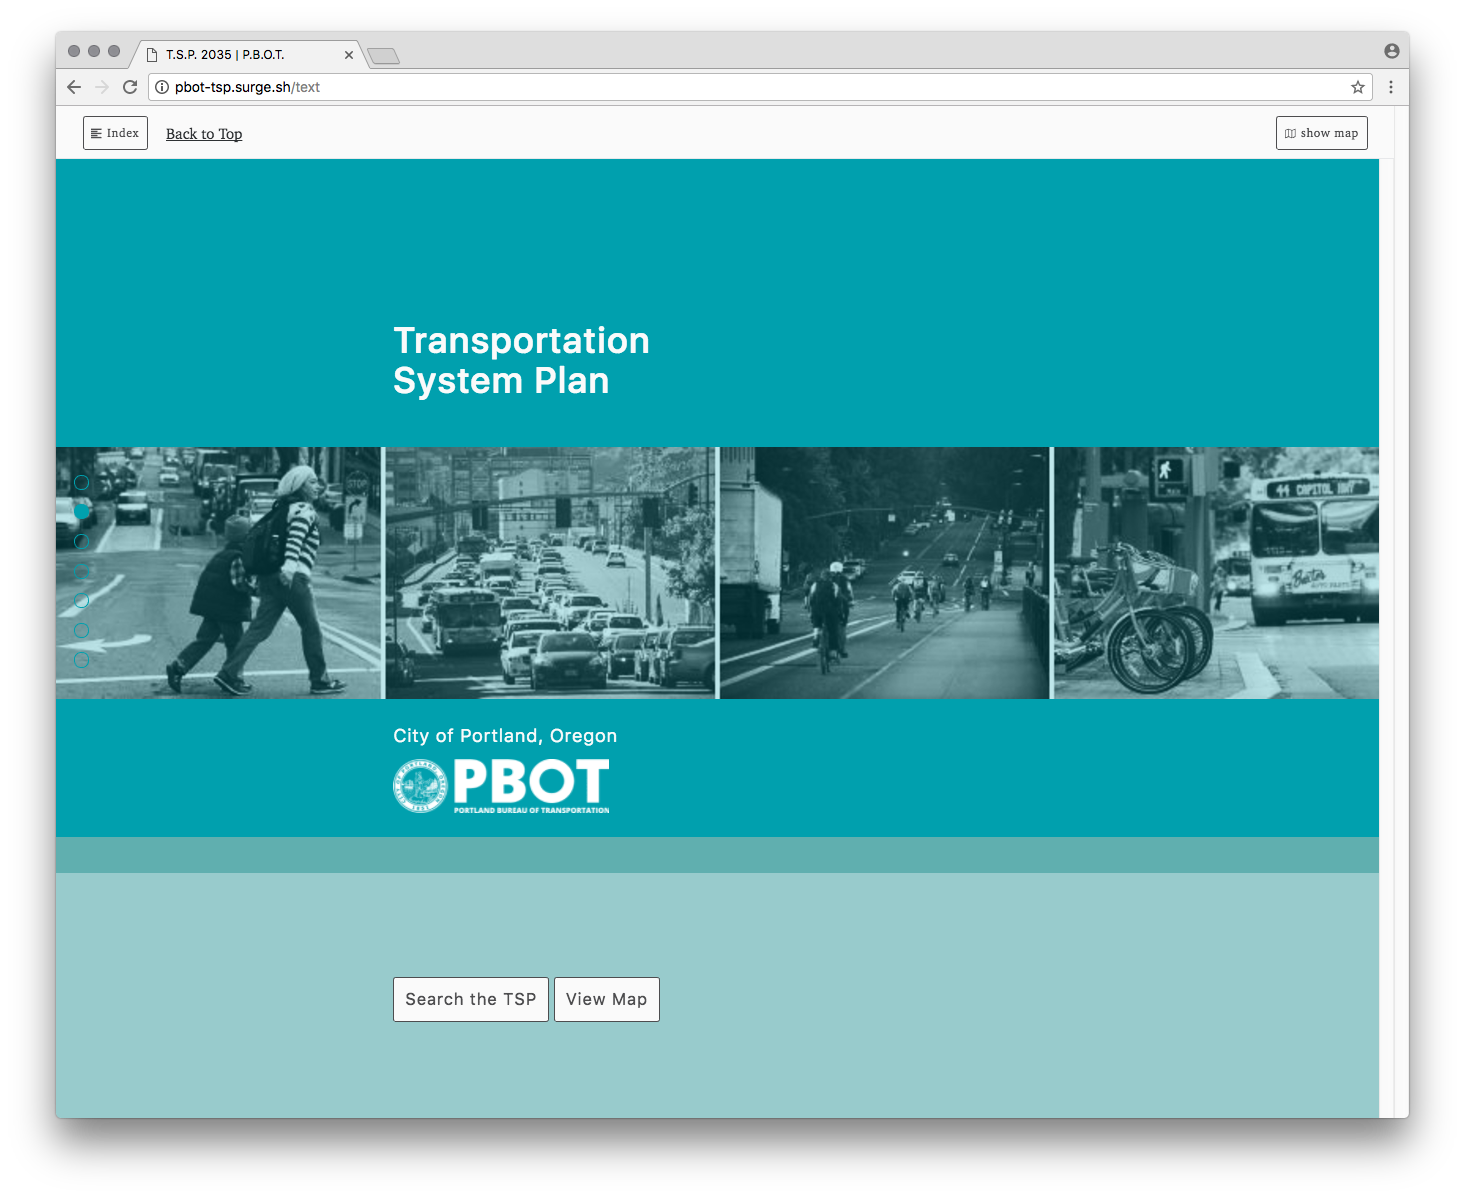 T.S.P. 2035 | P.B.O.T.
pbot-tsp.surge.sh/text
Index
Back to Top
show map
Transportation
System Plan
STOP
44 CAPITOL HWY
City of Portland, Oregon
PBOT
PORTLAND BUREAU OF TRANSPORTATION
Search the TSP
View Map